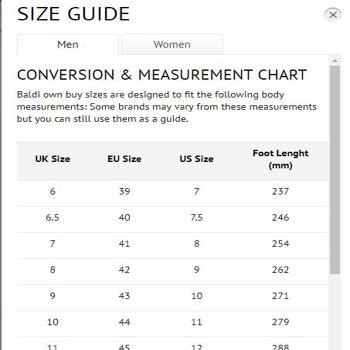 SIZE GUIDE
Men Women
CONVERSION & MEASUREMENT CHART
Baldi own buy sizes are designed to fit the following body
measurements: Some brands may vary from these measurements
but you can still use them as a guide.
UK Size EU Size US Size Foot Lenght (mm)
6 39 7 237
6.5 40 7.5 246
7 41 8 254
8 42 9 262
9 43 10 271
10 44 11 279
11 45 12 288